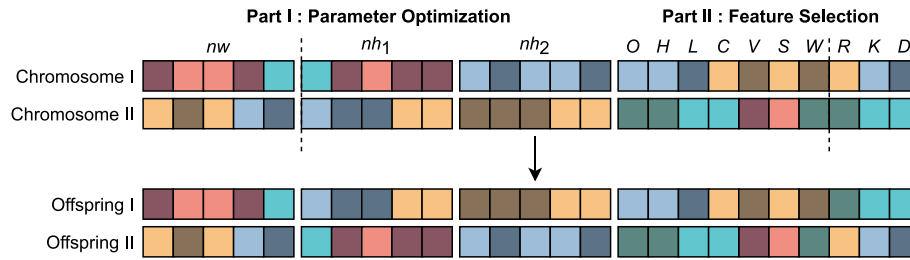 Part I : Parameter Optimization Part II : Feature Selection
nw nh1 nh2 O H L C V S W R K D
Chromosome I
Chromosome II
Offspring I
Offspring II